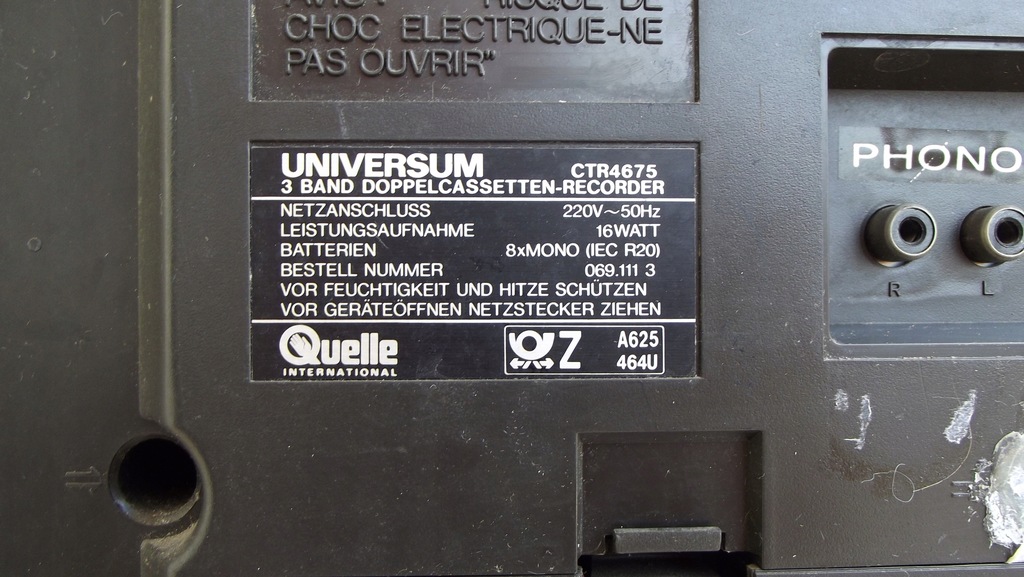 CHOC ELECTRIQUE-NE
PAS OUVRIR"
UNIVERSUM CTR4675
3 BAND DOPPELCASSETTEN-RECORDER
NETZANSCHLUSS 220V~50Hz
LEISTUNGSAUFNAHME 16WATT
BATTERIEN 8xMONO (IEC R20)
BESTELL NUMMER 069.111 3
VOR FEUCHTIGKEIT UND HITZE SCHÜTZEN
VOR GERÄTEÖFFNEN NETZSTECKER ZIEHEN
Quelle
INTERNATIONAL
Z A625
464U
PHONO
R L